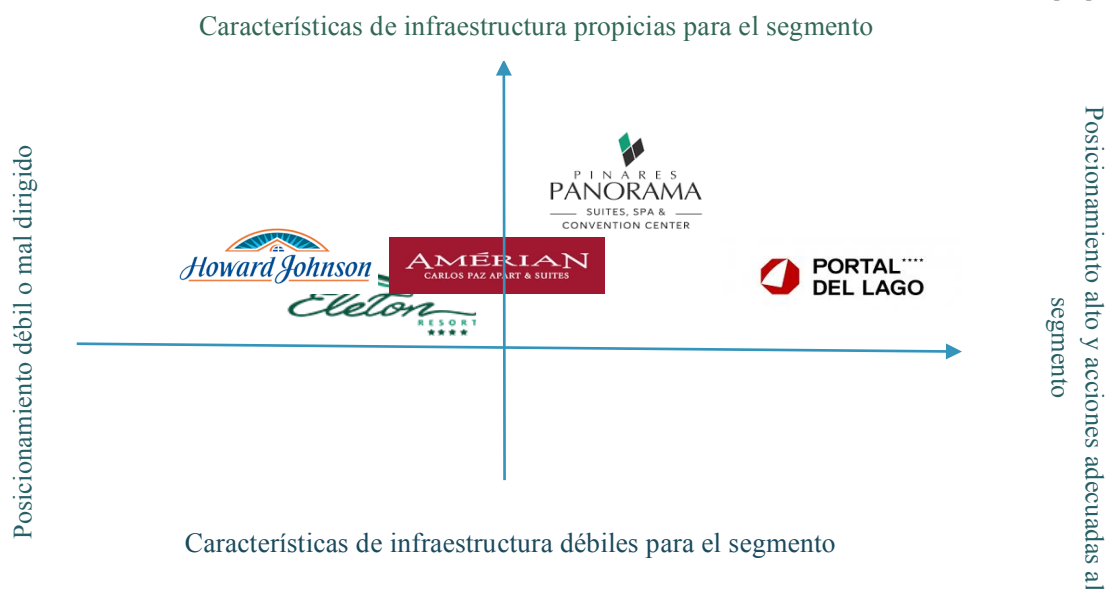 Características de infraestructura propicias para el segmento
Posicionamiento débil o mal dirigido
PINARES
PANORAMA
SUITES, SPA &
CONVENTION CENTER
Howard Johnson
AMÉRIAN
CARLOS PAZ APART & SUITES
PORTAL****
DEL LAGO
Eleton
RESORT
★★★★
Posicionamiento alto y acciones adecuadas al
segmento
Características de infraestructura débiles para el segmento